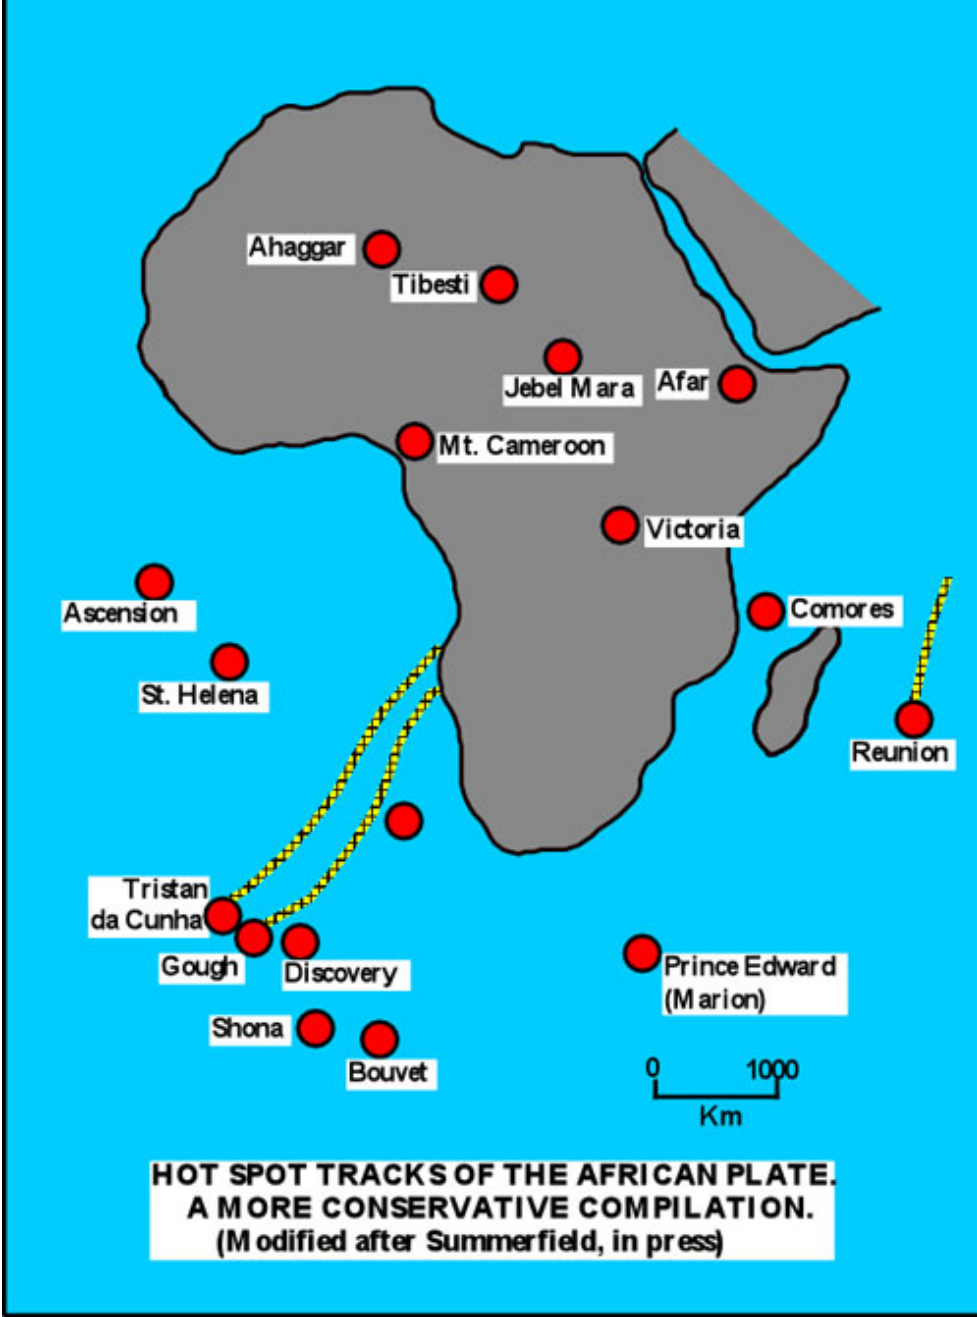 Ahaggar
Tibesti
Jebel Mara
Afar
Mt. Cameroon
Victoria
Ascension
Comores
St. Helena
Reunion
Tristan
da Cunha
Gough
Discovery
Prince Edward
(Marion)
Shona
Bouvet
0 1000
Km
HOT SPOT TRACKS OF THE AFRICAN PLATE.
A MORE CONSERVATIVE COMPILATION.
(Modified after Summerfield, in press)